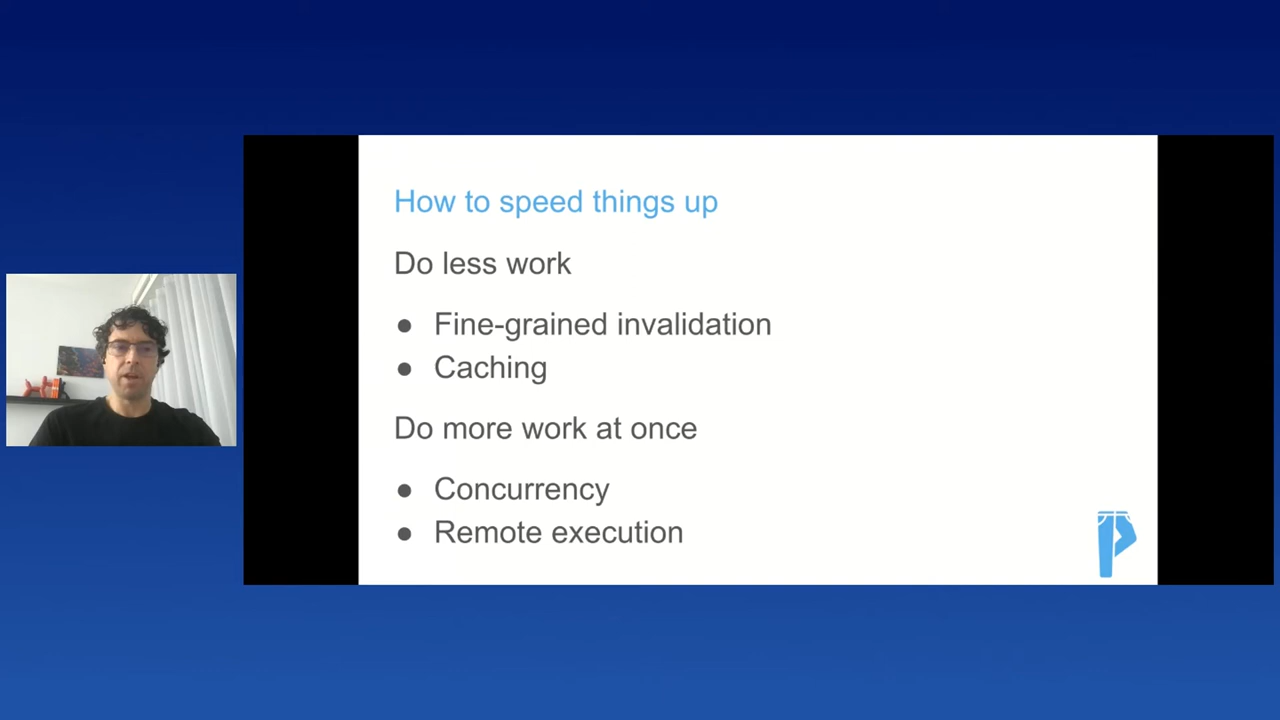 How to speed things up
Do less work
● Fine-grained invalidation
● Caching
Do more work at once
● Concurrency
● Remote execution